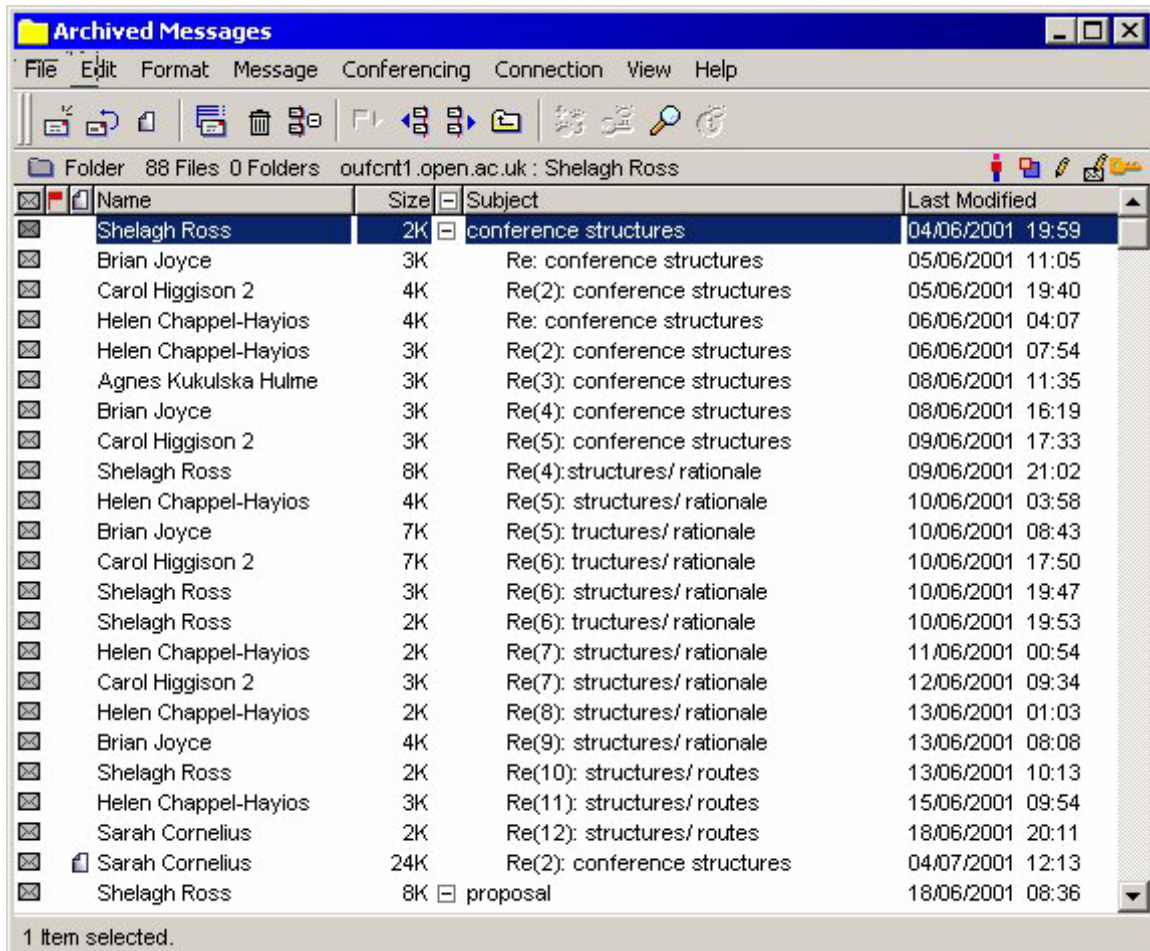 Archived Messages
File Edit Format Message Conferencing Connection View Help
Folder 88 Files 0 Folders oufcnt1.open.ac.uk : Shelagh Ross
Name Size Subject Last Modified
Shelagh Ross 2K conference structures 04/06/2001 19:59
Brian Joyce 3K Re: conference structures 05/06/2001 11:05
Carol Higgison 2 4K Re(2): conference structures 05/06/2001 19:40
Helen Chappel-Hayios 4K Re: conference structures 06/06/2001 04:07
Helen Chappel-Hayios 3K Re(2): conference structures 06/06/2001 07:54
Agnes Kukulska Hulme 3K Re(3): conference structures 08/06/2001 11:35
Brian Joyce 3K Re(4): conference structures 08/06/2001 16:19
Carol Higgison 2 3K Re(5): conference structures 09/06/2001 17:33
Shelagh Ross 8K Re(4):structures/ rationale 09/06/2001 21:02
Helen Chappel-Hayios 4K Re(5): structures/ rationale 10/06/2001 03:58
Brian Joyce 7K Re(5): tructures/ rationale 10/06/2001 08:43
Carol Higgison 2 7K Re(6): tructures/ rationale 10/06/2001 17:50
Shelagh Ross 3K Re(6): structures/ rationale 10/06/2001 19:47
Shelagh Ross 2K Re(6): tructures/ rationale 10/06/2001 19:53
Helen Chappel-Hayios 2K Re(7): structures/ rationale 11/06/2001 00:54
Carol Higgison 2 3K Re(7): structures/ rationale 12/06/2001 09:34
Helen Chappel-Hayios 2K Re(8): structures/ rationale 13/06/2001 01:03
Brian Joyce 4K Re(9): structures/ rationale 13/06/2001 08:08
Shelagh Ross 2K Re(10): structures/ routes 13/06/2001 10:13
Helen Chappel-Hayios 3K Re(11): structures/ routes 15/06/2001 09:54
Sarah Cornelius 2K Re(12): structures/ routes 18/06/2001 20:11
Sarah Cornelius 24K Re(2): conference structures 04/07/2001 12:13
Shelagh Ross 8K proposal 18/06/2001 08:36
1 Item selected.